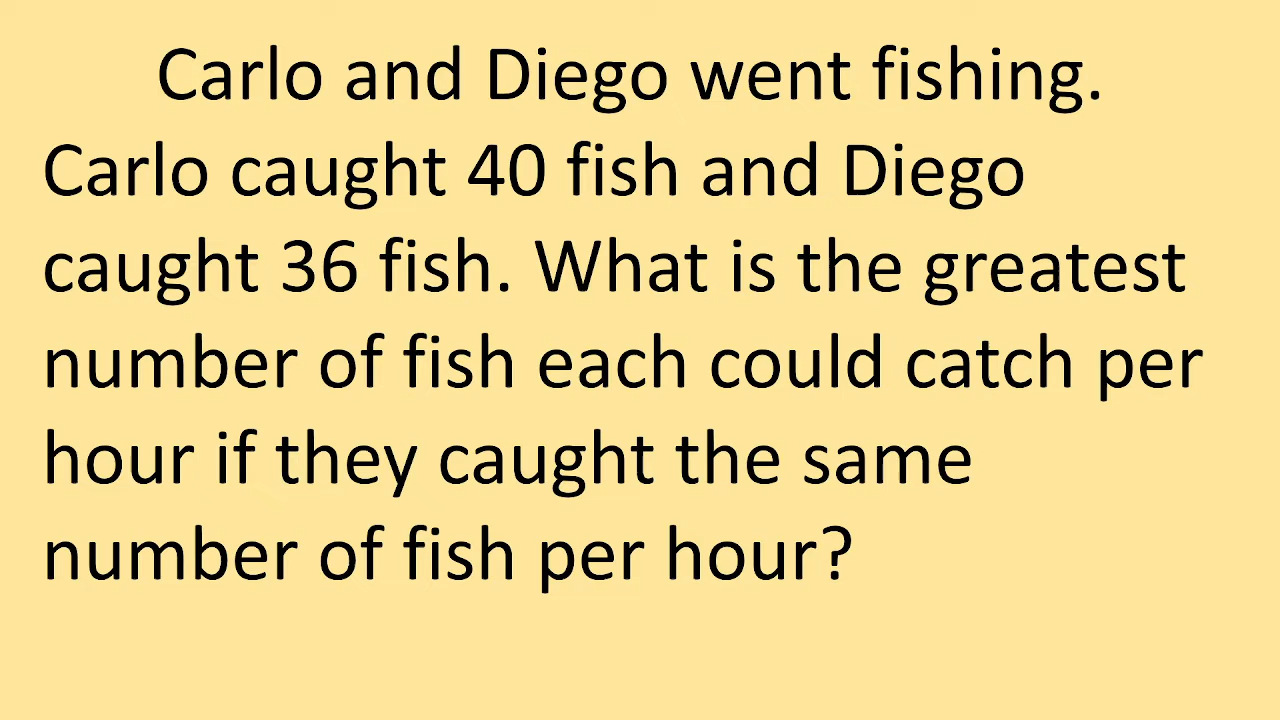 Carlo and Diego went fishing.
Carlo caught 40 fish and Diego
caught 36 fish. What is the greatest
number of fish each could catch per
hour if they caught the same
number of fish per hour?